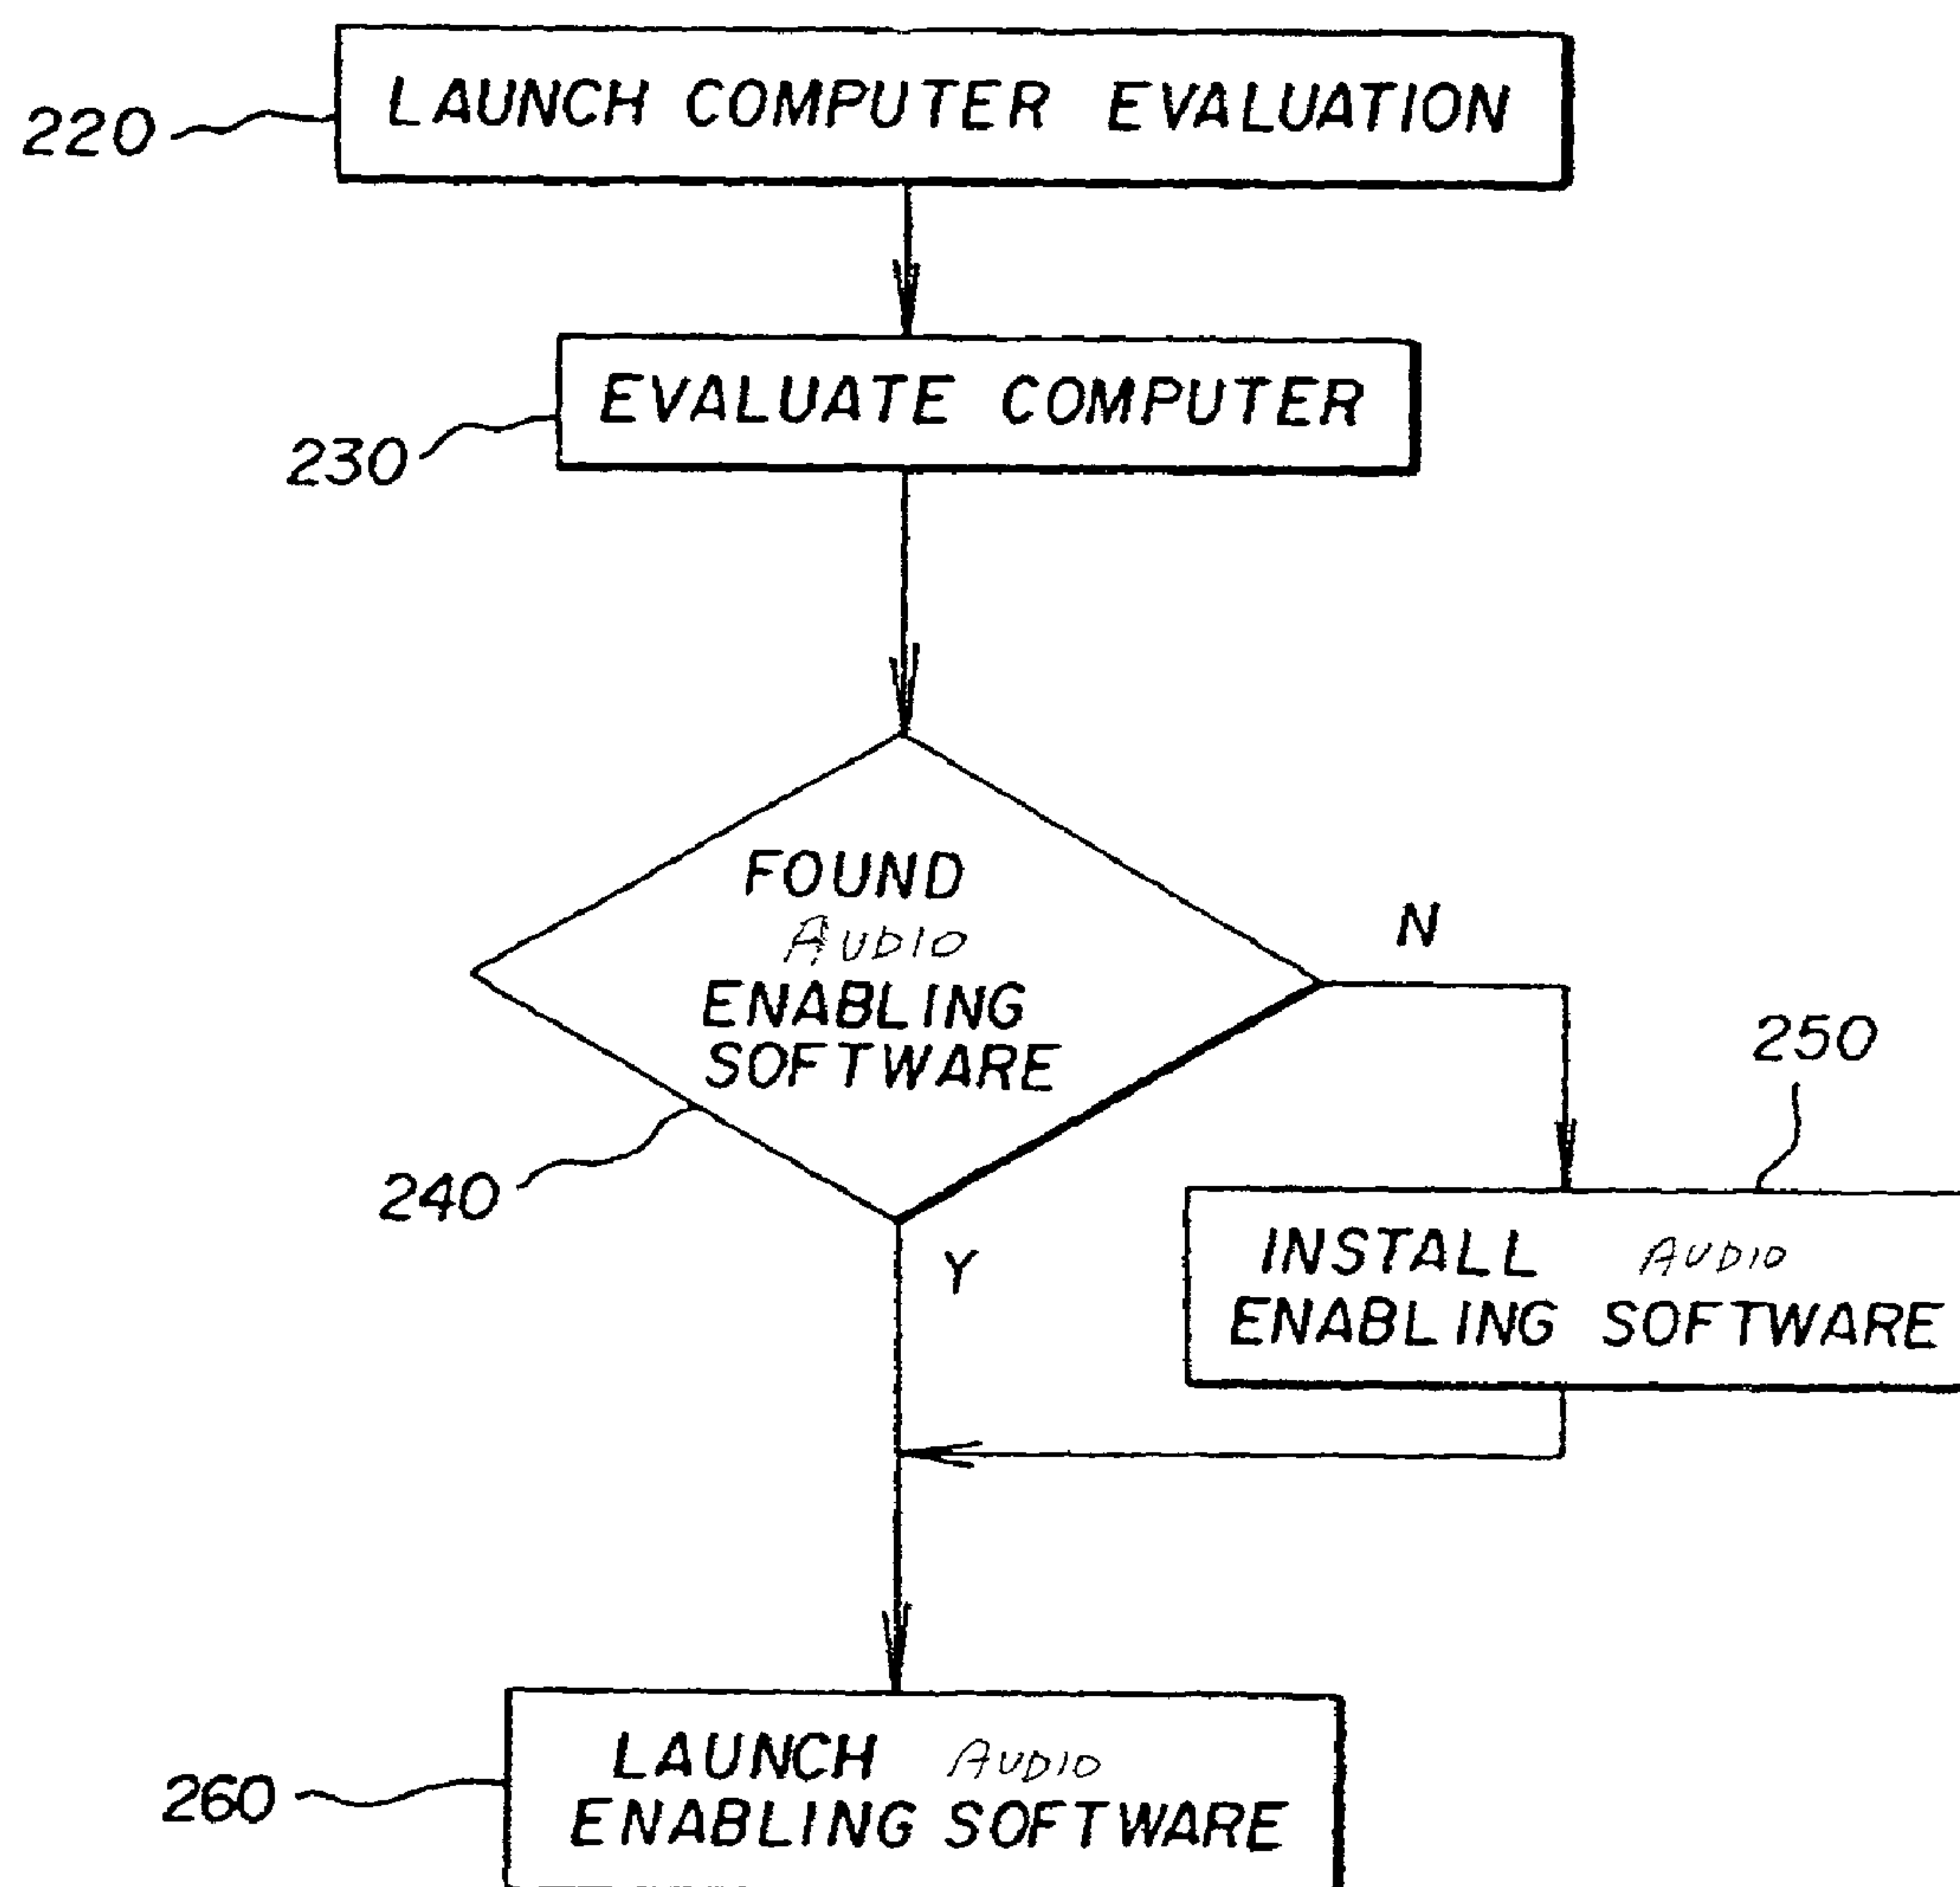 220
LAUNCH COMPUTER EVALUATION
230
EVALUATE COMPUTER
FOUND
AUDIO
ENABLING
SOFTWARE
N
240
Y
250
INSTALL AUDIO
ENABLING SOFTWARE
260
LAUNCH AUDIO
ENABLING SOFTWARE